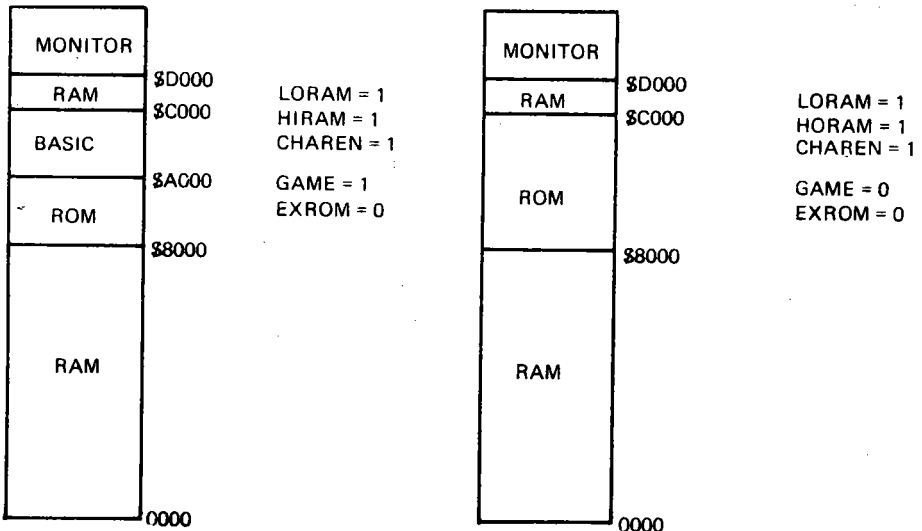 MONITOR
$D000
RAM
$C000
BASIC
$A000
ROM
$8000
RAM
0000
LORAM = 1
HIRAM = 1
CHAREN = 1
GAME = 1
EXROM = 0
MONITOR
$D000
RAM
$C000
ROM
$8000
RAM
0000
LORAM = 1
HORAM = 1
CHAREN = 1
GAME = 0
EXROM = 0